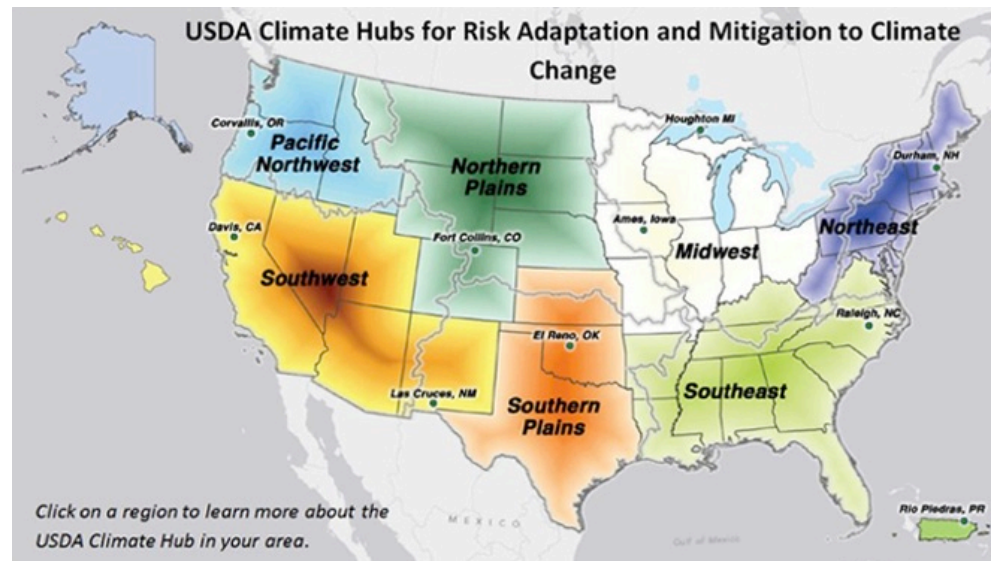 USDA Climate Hubs for Risk Adaptation and Mitigation to Climate
Change
Corvallis, OR
Pacific
Northwest
Northern
Plains
Houghton MI
Durham, NH
Northeast
Davis, CA
Southwest
Fort Collins, CO
Ames, Iowa
Midwest
Raleigh, NC
El Reno, OK
Las Cruces, NM
Southern
Plains
Southeast
Click on a region to learn more about the
USDA Climate Hub in your area.
MEXICO
Gulf of Mexico
Rio Piedras, PR